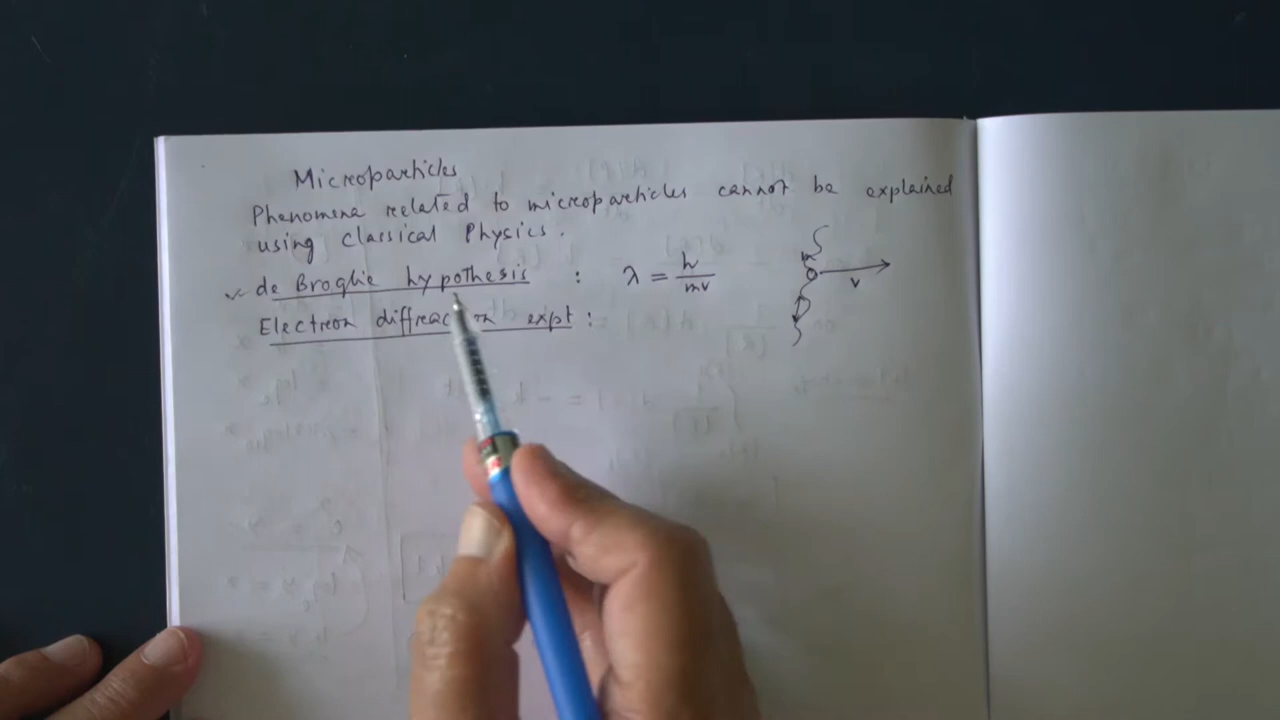 Microparticles
Phenomena related to microparticles cannot be explained
using classical Physics.
de Broglie hypothesis : λ = h/mv
v
Electron diffraction expt :